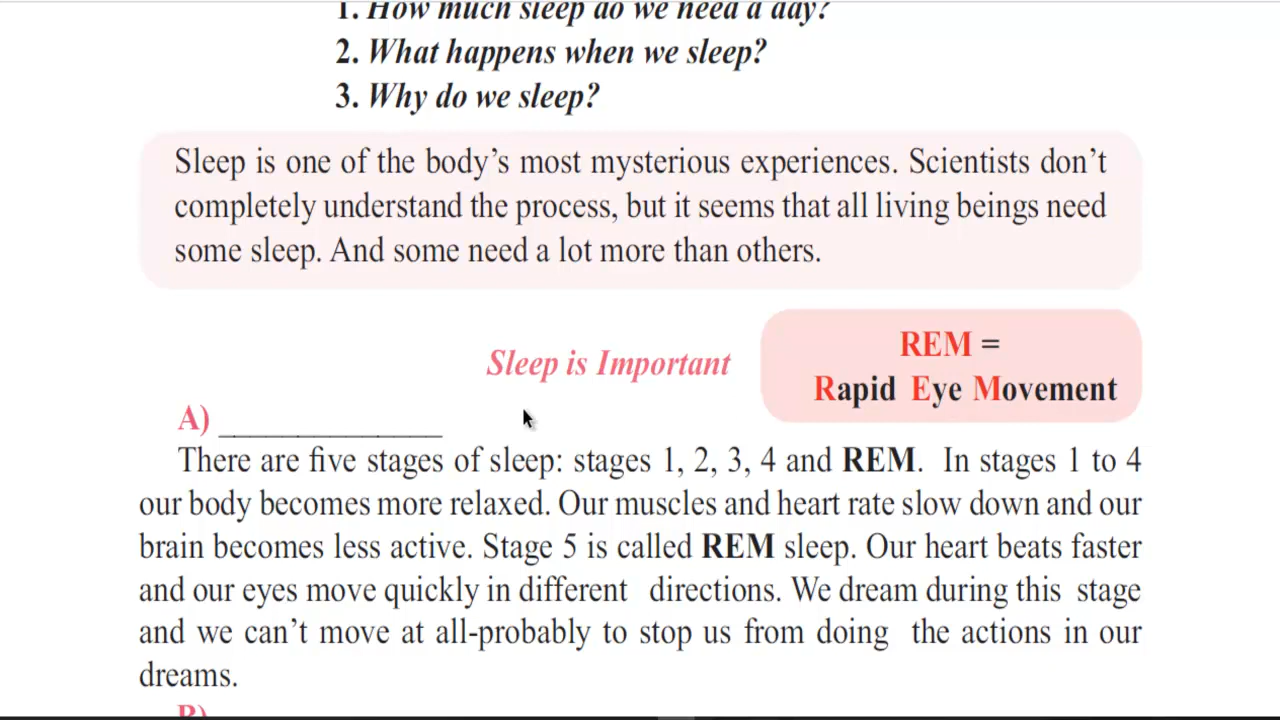 1. How much sleep do we need a day?
2. What happens when we sleep?
3. Why do we sleep?
Sleep is one of the body’s most mysterious experiences. Scientists don’t
completely understand the process, but it seems that all living beings need
some sleep. And some need a lot more than others.
Sleep is Important
REM =
Rapid Eye Movement
A) ________________
There are five stages of sleep: stages 1, 2, 3, 4 and REM. In stages 1 to 4
our body becomes more relaxed. Our muscles and heart rate slow down and our
brain becomes less active. Stage 5 is called REM sleep. Our heart beats faster
and our eyes move quickly in different directions. We dream during this stage
and we can’t move at all-probably to stop us from doing the actions in our
dreams.
B)